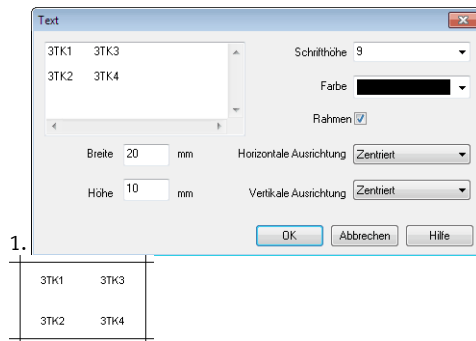 Text
3TK1 3TK3
3TK2 3TK4
Schrifthöhe 9
Farbe
Rahmen
Breite 20 mm
Horizontale Ausrichtung Zentriert
Höhe 10 mm
Vertikale Ausrichtung Zentriert
OK Abbrechen Hilfe
1.
3TK1 3TK3
3TK2 3TK4